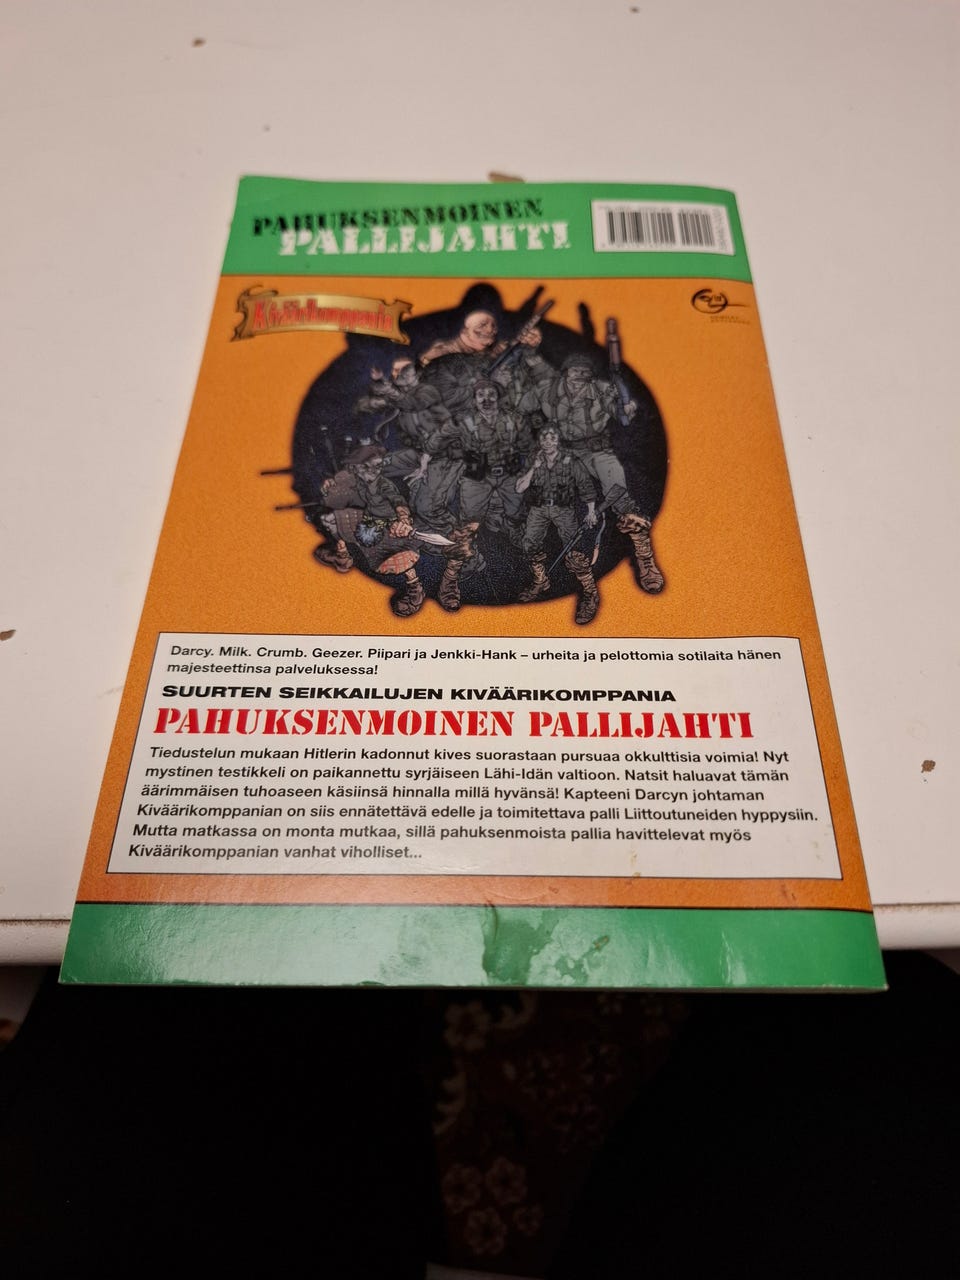 PAHUKSENMOINEN
PALLIJAHTI
Kiväärikomppania
Darcy. Milk. Crumb. Geezer. Piipari ja Jenkki-Hank – urheita ja pelottomia sotilaita hänen
majesteettinsa palveluksessa!
SUURTEN SEIKKAILUJEN KIVÄÄRIKOMPPANIA
PAHUKSENMOINEN PALLIJAHTI
Tiedustelun mukaan Hitlerin kadonnut kives suorastaan pursuaa okkulttisia voimia! Nyt
mystinen testikkeli on paikannettu syrjäiseen Lähi-Idän valtioon. Natsit haluavat tämän
äärimmäisen tuhoaseen käsiinsä hinnalla millä hyvänsä! Kapteeni Darcyn johtaman
Kiväärikomppanian on siis ennätettävä edelle ja toimitettava palli Liittoutuneiden hyppysiin.
Mutta matkassa on monta mutkaa, sillä pahuksenmoista pallia havittelevat myös
Kiväärikomppanian vanhat viholliset...